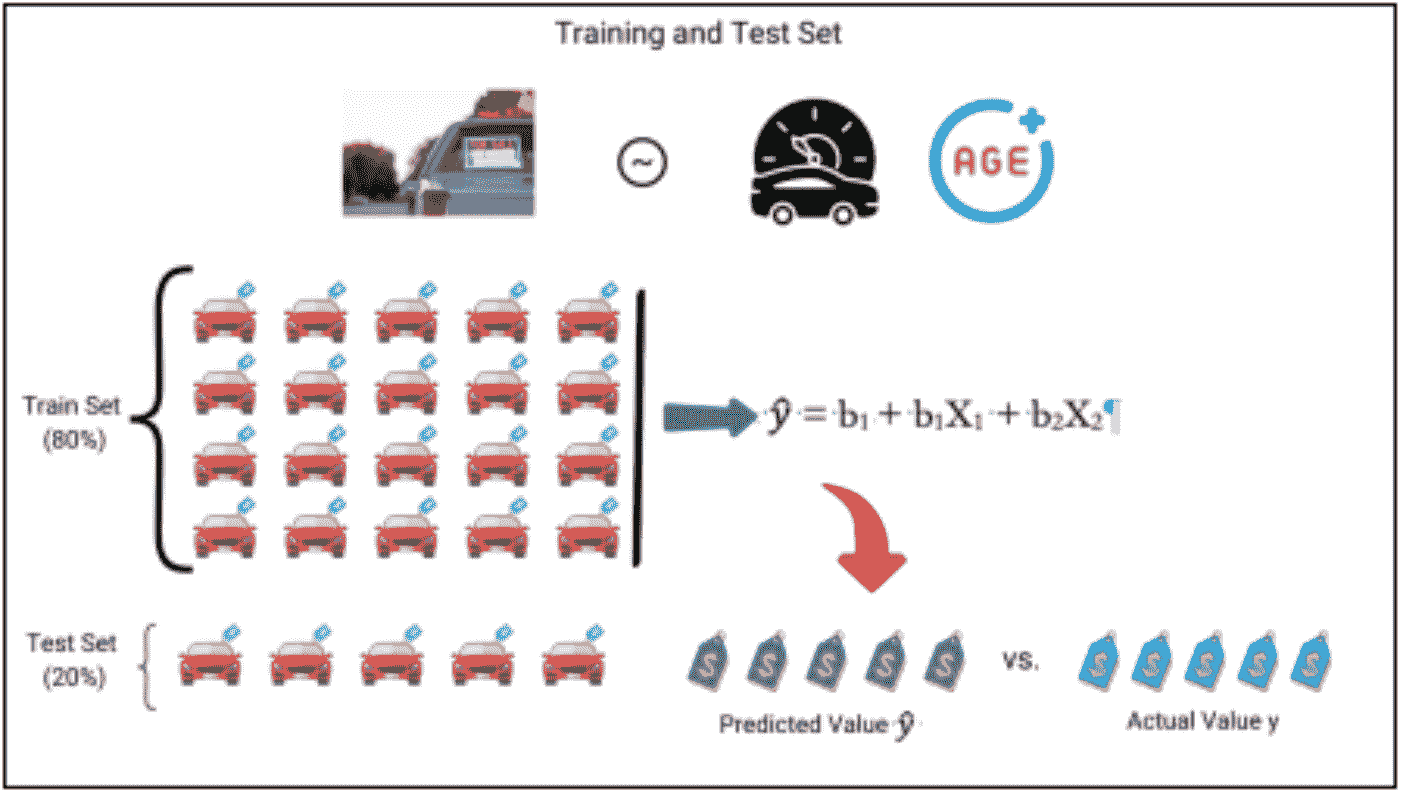 Training and Test Set
~
AGE
Train Set
(80%)
ŷ = b₁ + b₁X₁ + b₂X₂¶
Test Set
(20%)
$ $ $ $ $
vs.
$ $ $ $ $
Predicted Value ŷ
Actual Value y